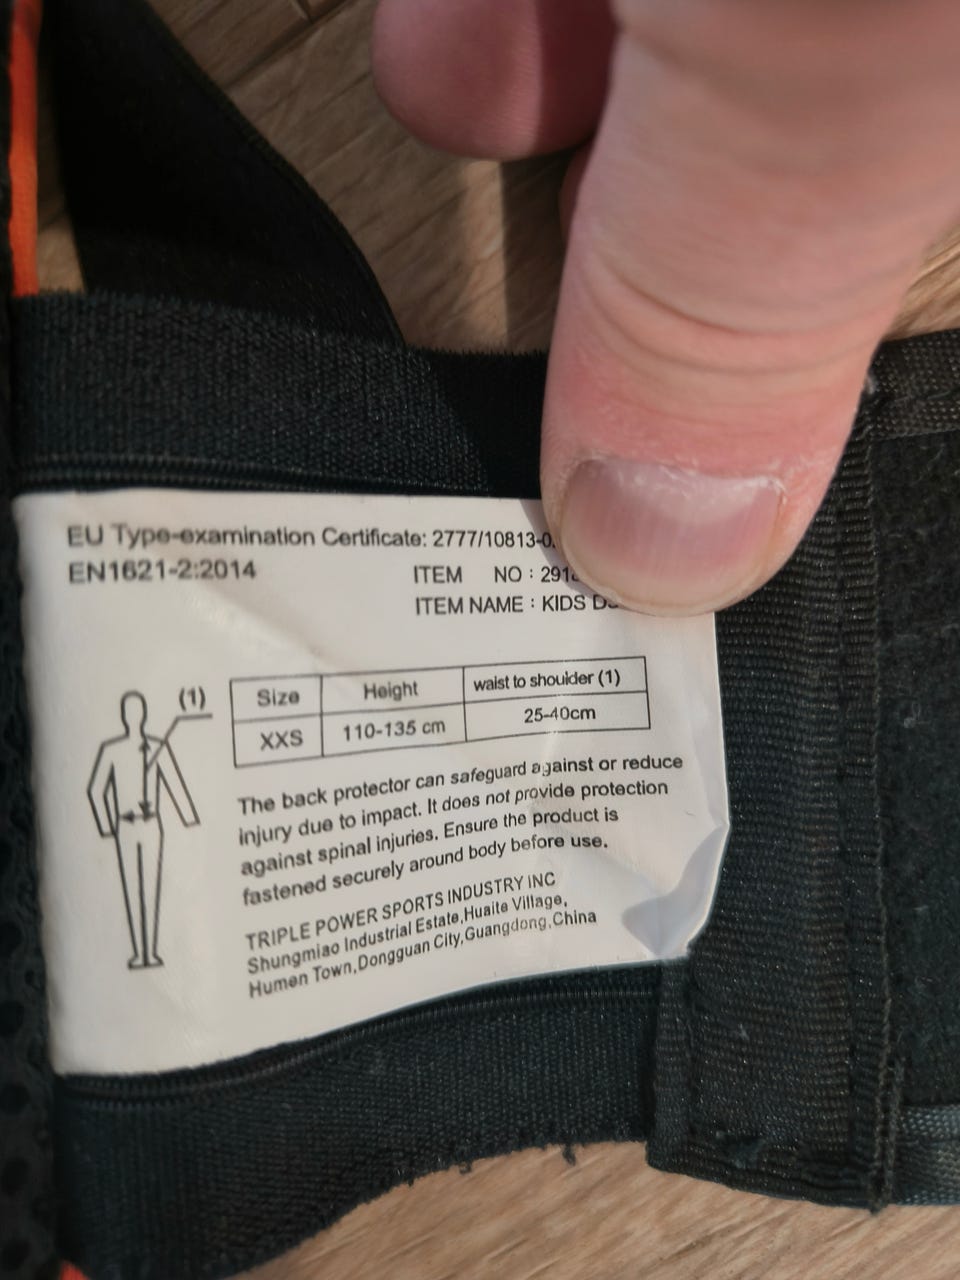 EU Type-examination Certificate: 2777/10813-0
EN1621-2:2014
ITEM NO : 291
ITEM NAME : KIDS
(1)
Size Height waist to shoulder (1)
XXS 110-135 cm 25-40cm
The back protector can safeguard against or reduce
injury due to impact. It does not provide protection
against spinal injuries. Ensure the product is
fastened securely around body before use.
TRIPLE POWER SPORTS INDUSTRY INC
Shungmiao Industrial Estate,Huaite Village,
Humen Town,Dongguan City,Guangdong,China